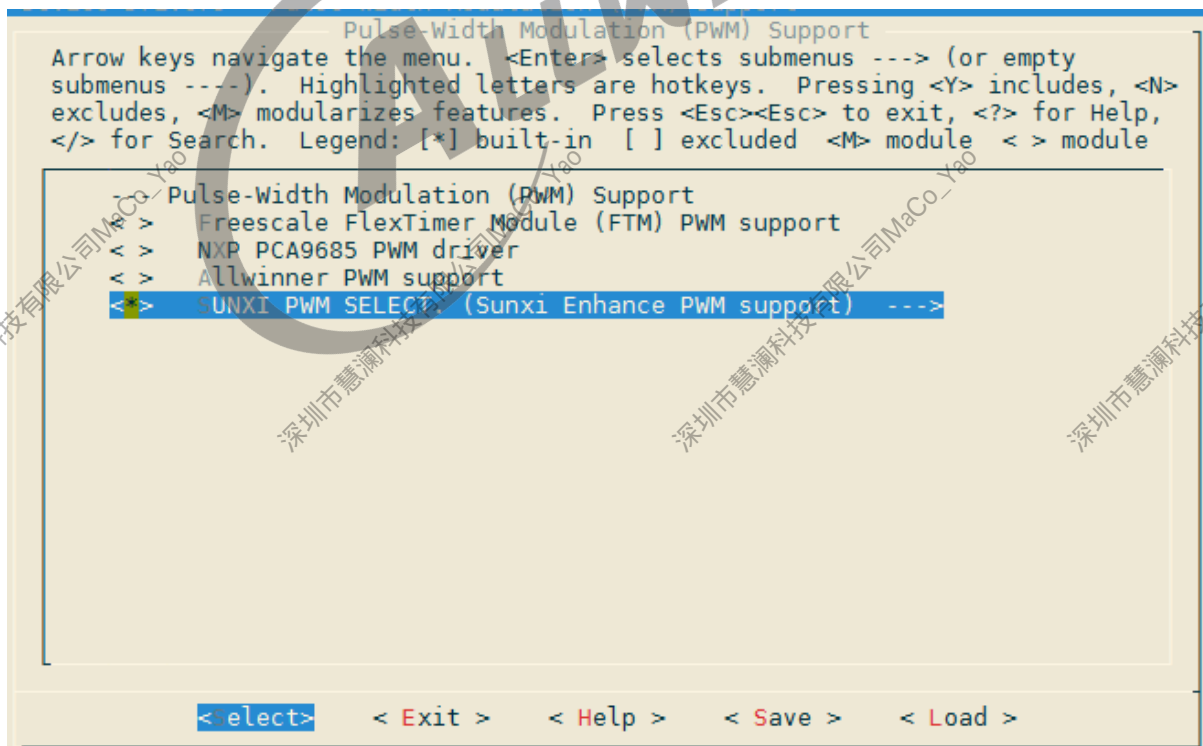 Pulse-Width Modulation (PWM) Support
Arrow keys navigate the menu. <Enter> selects submenus ---> (or empty
submenus ----). Highlighted letters are hotkeys. Pressing <Y> includes, <N>
excludes, <M> modularizes features. Press <Esc><Esc> to exit, <?> for Help,
</> for Search. Legend: [*] built-in [ ] excluded <M> module < > module
--- Pulse-Width Modulation (PWM) Support
< > Freescale FlexTimer Module (FTM) PWM support
< > NXP PCA9685 PWM driver
< > Allwinner PWM support
<*> SUNXI PWM SELECT. (Sunxi Enhance PWM support) --->
<Select> < Exit > < Help > < Save > < Load >
深圳市慧澜科技有限公司MaCo_Yao
深圳市慧澜科技有限公司MaCo_Yao
深圳市慧澜科技